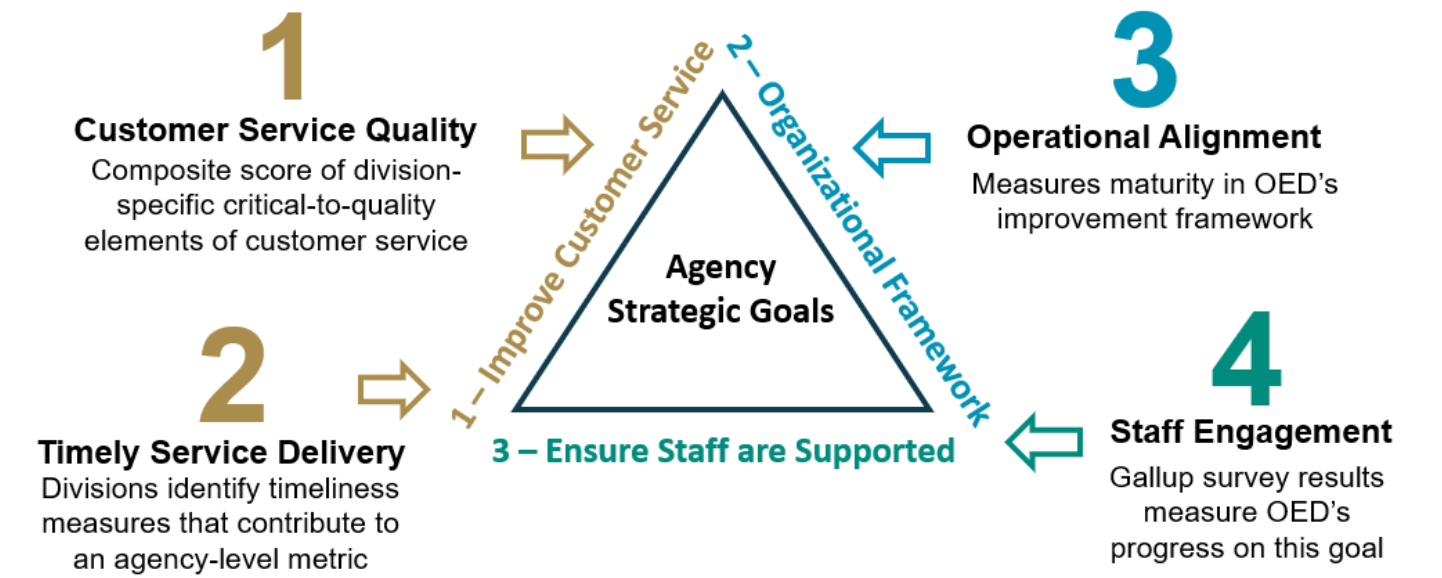 1
Customer Service Quality
Composite score of division-
specific critical-to-quality
elements of customer service
2
Timely Service Delivery
Divisions identify timeliness
measures that contribute to
an agency-level metric
1 – Improve Customer Service
2 – Organizational Framework
Agency
Strategic Goals
3 – Ensure Staff are Supported
3
Operational Alignment
Measures maturity in OED’s
improvement framework
4
Staff Engagement
Gallup survey results
measure OED’s
progress on this goal